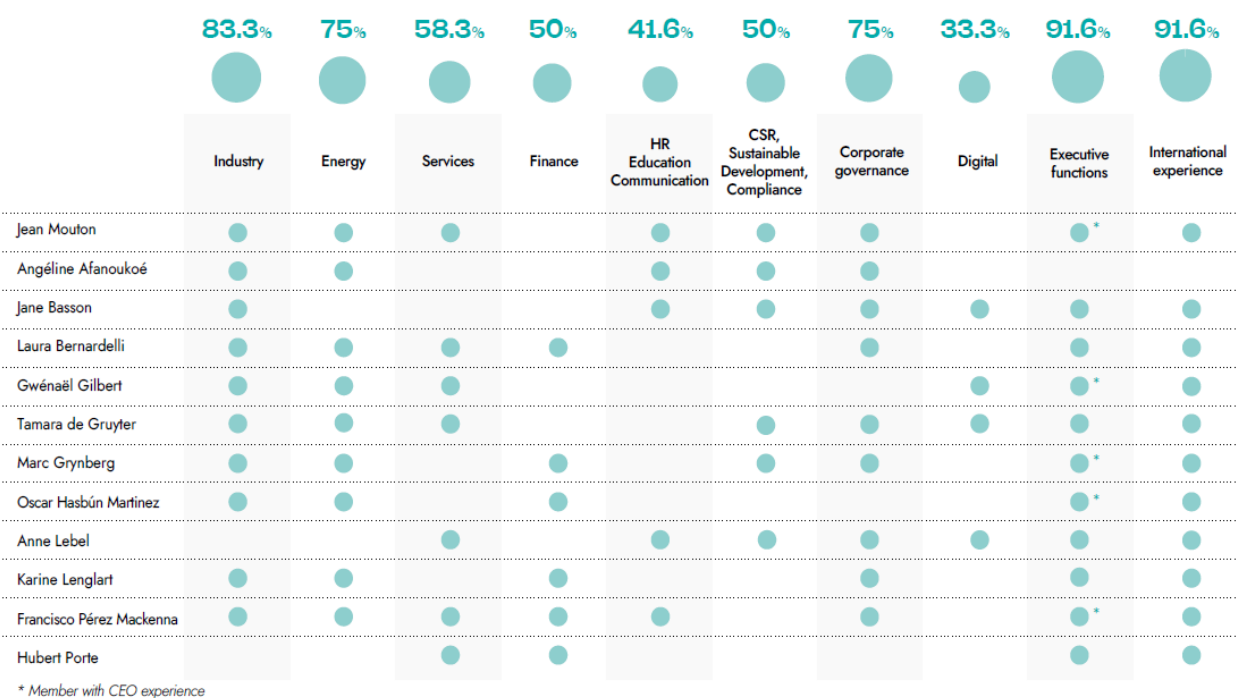 83.3% 75% 58.3% 50% 41.6% 50% 75% 33.3% 91.6% 91.6%
Industry
Energy
Services
Finance
HR
Education
Communication
CSR,
Sustainable
Development,
Compliance
Corporate
governance
Digital
Executive
functions
International
experience
Jean Mouton
*
Angéline Afanoukoé
Jane Basson
Laura Bernardelli
Gwénaël Gilbert
*
Tamara de Gruyter
Marc Grynberg
*
Oscar Hasbún Martinez
*
Anne Lebel
Karine Lenglart
Francisco Pérez Mackenna
*
Hubert Porte
* Member with CEO experience